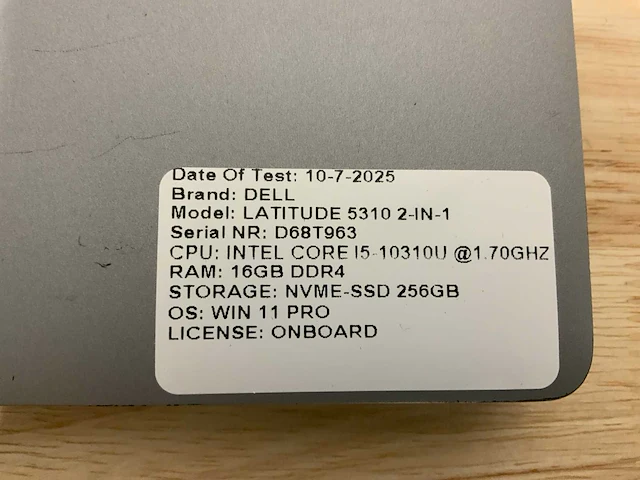 Date Of Test: 10-7-2025
Brand: DELL
Model: LATITUDE 5310 2-IN-1
Serial NR: D68T963
CPU: INTEL CORE I5-10310U @1.70GHZ
RAM: 16GB DDR4
STORAGE: NVME-SSD 256GB
OS: WIN 11 PRO
LICENSE: ONBOARD